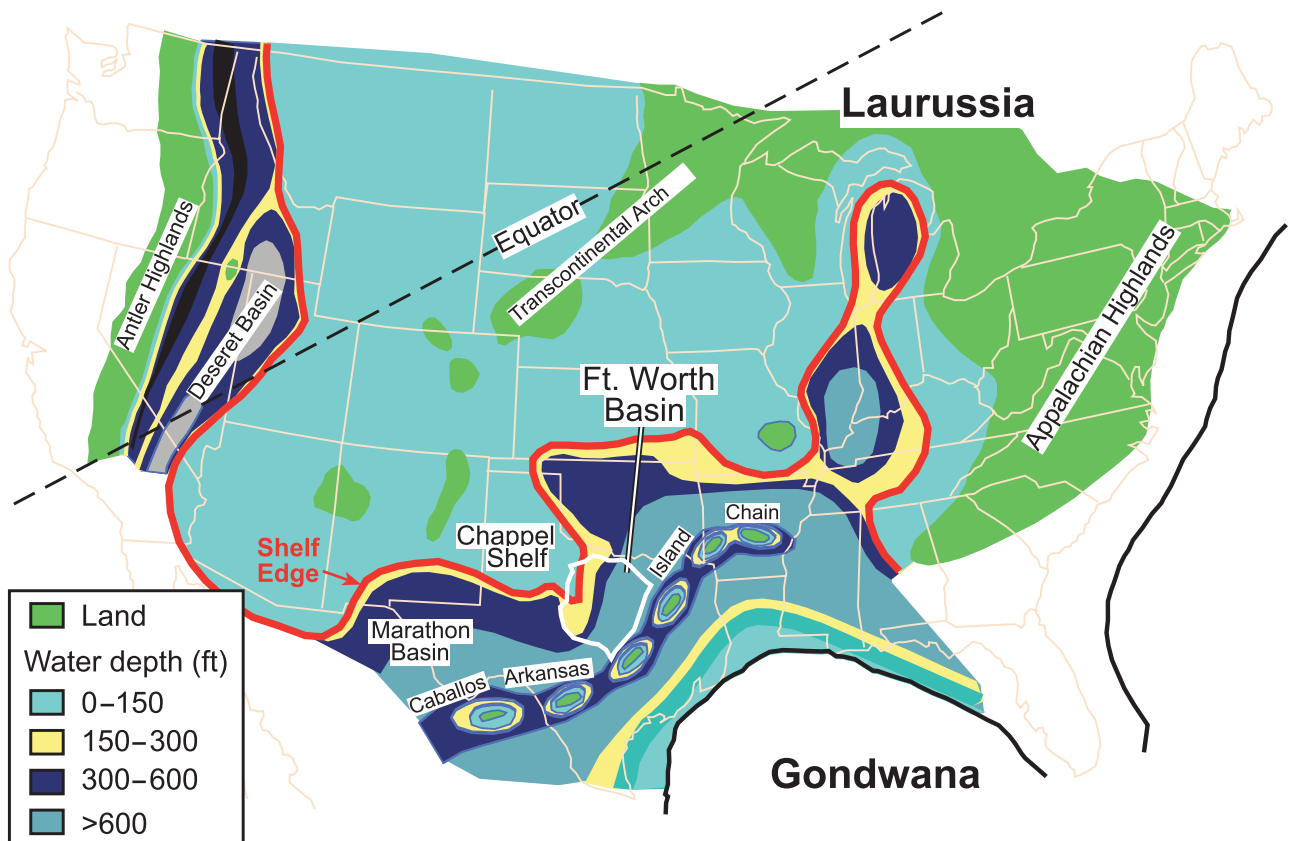 Laurussia
Equator
Transcontinental Arch
Antler Highlands
Deseret Basin
Appalachian Highlands
Ft. Worth
Basin
Chappel
Shelf
Shelf
Edge
Island
Chain
Marathon
Basin
Caballos
Arkansas
Gondwana
Land
Water depth (ft)
0–150
150–300
300–600
>600